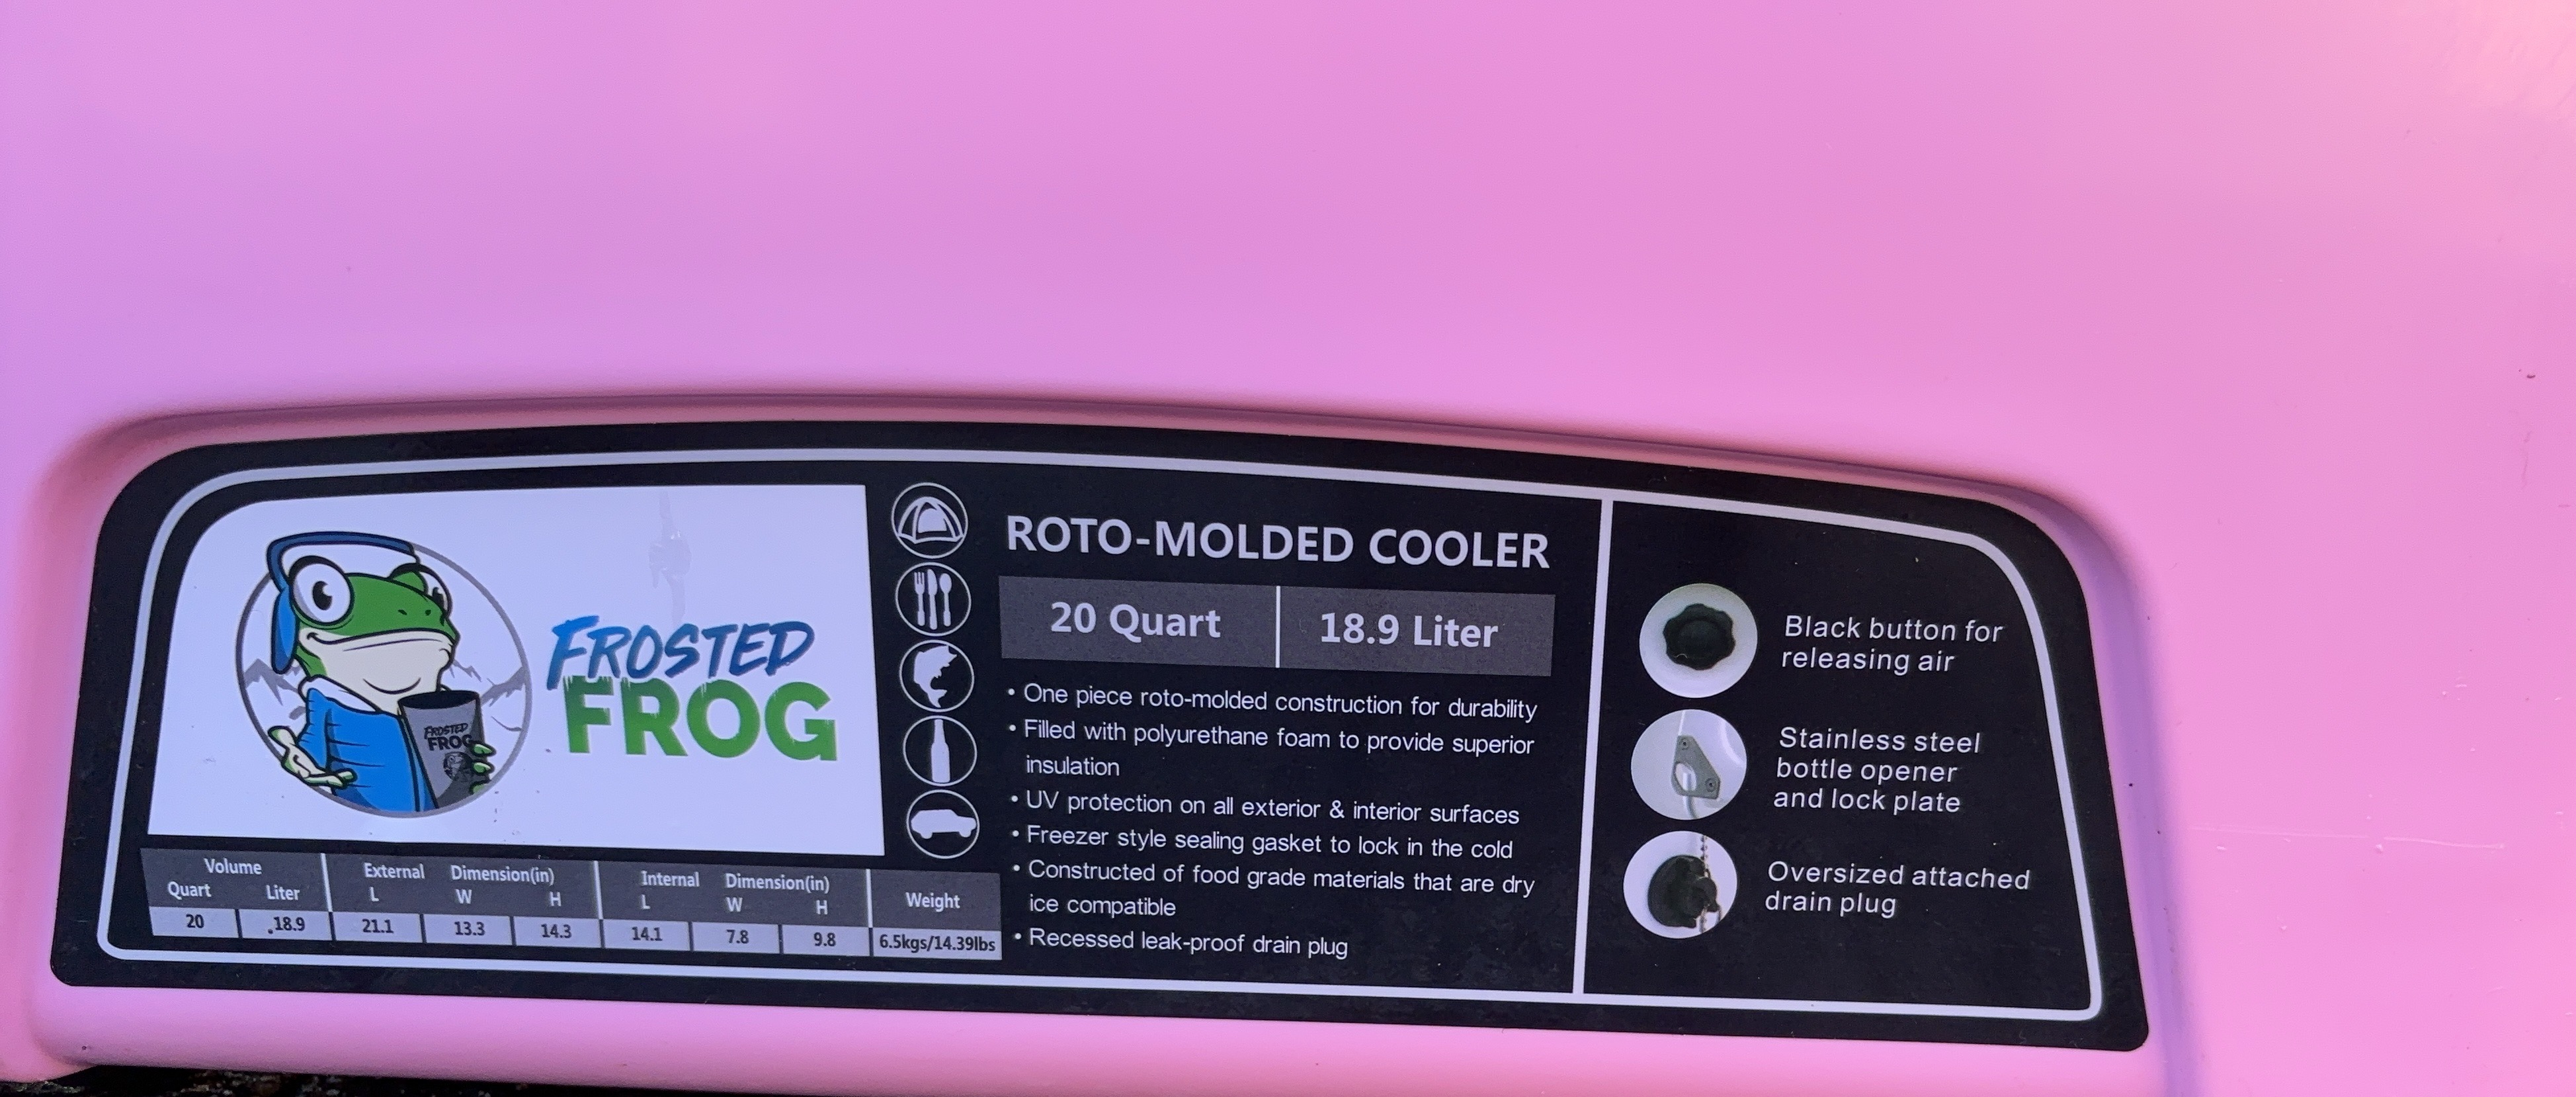 FROSTED
FROG
FROSTED
FROG
Volume
Quart Liter
20 18.9
External Dimension(in)
L W H
21.1 13.3 14.3
Internal Dimension(in)
L W H
14.1 7.8 9.8
Weight
6.5kgs/14.39lbs
ROTO-MOLDED COOLER
20 Quart 18.9 Liter
• One piece roto-molded construction for durability
• Filled with polyurethane foam to provide superior
insulation
• UV protection on all exterior & interior surfaces
• Freezer style sealing gasket to lock in the cold
• Constructed of food grade materials that are dry
ice compatible
• Recessed leak-proof drain plug
Black button for
releasing air
Stainless steel
bottle opener
and lock plate
Oversized attached
drain plug